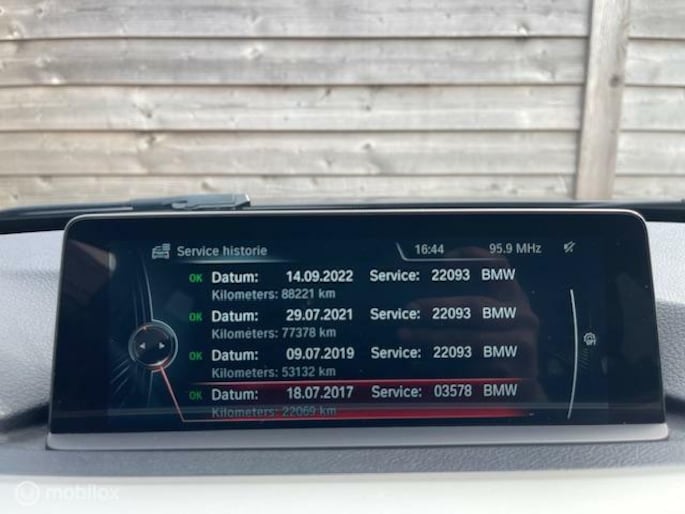 Service historie 16:44 95.9 MHz
OK Datum: 14.09.2022 Service: 22093 BMW
Kilometers: 88221 km
OK Datum: 29.07.2021 Service: 22093 BMW
Kilometers: 77378 km
OK Datum: 09.07.2019 Service: 22093 BMW
Kilometers: 53132 km
OK Datum: 18.07.2017 Service: 03578 BMW
Kilometers: 22069 km
mobilox